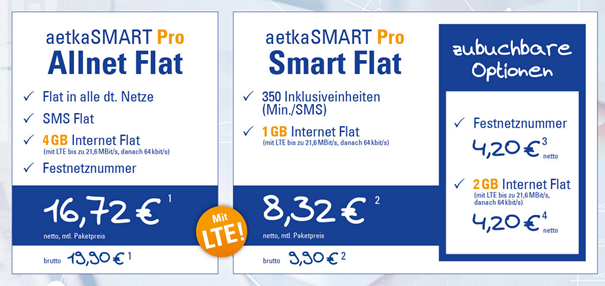 aetkaSMART Pro
Allnet Flat
✓ Flat in alle dt. Netze
✓ SMS Flat
✓ 4 GB Internet Flat
(mit LTE bis zu 21,6 MBit/s, danach 64 kbit/s)
✓ Festnetznummer
16,72 € 1
netto, mtl. Paketpreis
brutto 19,90 € 1
Mit
LTE!
aetkaSMART Pro
Smart Flat
✓ 350 Inklusiveinheiten
(Min./SMS)
✓ 1 GB Internet Flat
(mit LTE bis zu 21,6 MBit/s, danach 64 kbit/s)
8,32 € 2
netto, mtl. Paketpreis
brutto 9,90 € 2
zubuchbare
Optionen
✓ Festnetznummer
4,20 € 3
netto
✓ 2 GB Internet Flat
(mit LTE bis zu 21,6 MBit/s,
danach 64 kbit/s)
4,20 € 4
netto